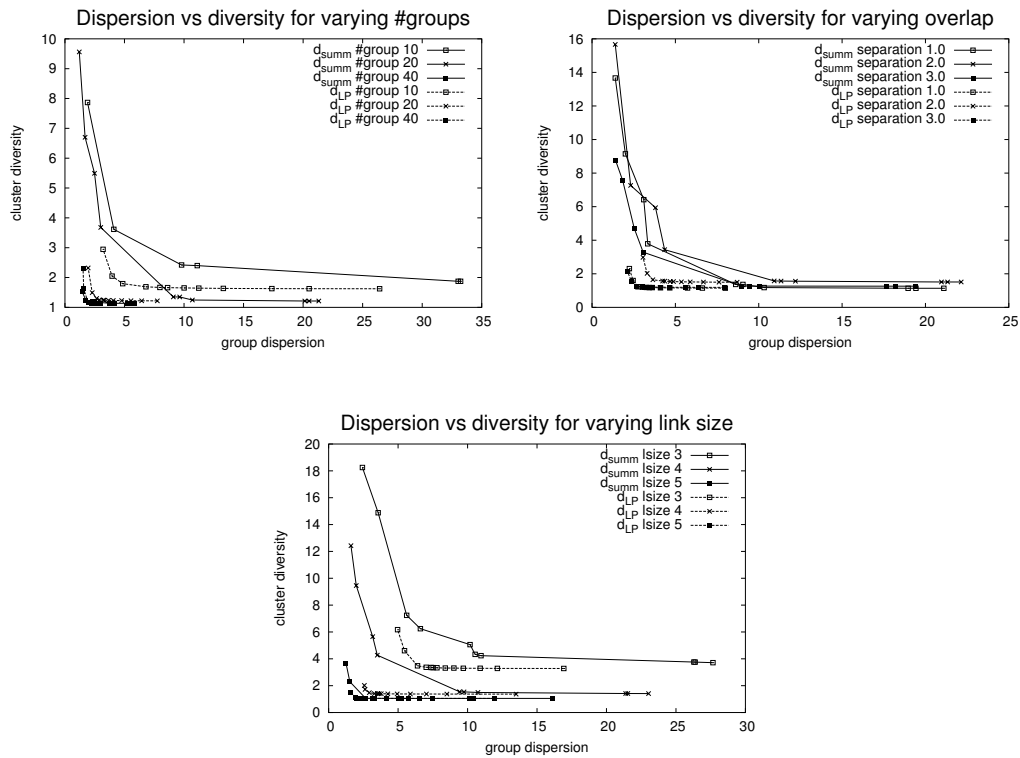 Dispersion vs diversity for varying #groups
10
9
8
7
6
5
4
3
2
1
0 5 10 15 20 25 30 35
cluster diversity
group dispersion
d_summ #group 10
d_summ #group 20
d_summ #group 40
d_LP #group 10
d_LP #group 20
d_LP #group 40
Dispersion vs diversity for varying overlap
16
14
12
10
8
6
4
2
0
0 5 10 15 20 25
cluster diversity
group dispersion
d_summ separation 1.0
d_summ separation 2.0
d_summ separation 3.0
d_LP separation 1.0
d_LP separation 2.0
d_LP separation 3.0
Dispersion vs diversity for varying link size
20
18
16
14
12
10
8
6
4
2
0
0 5 10 15 20 25 30
cluster diversity
group dispersion
d_summ lsize 3
d_summ lsize 4
d_summ lsize 5
d_LP lsize 3
d_LP lsize 4
d_LP lsize 5